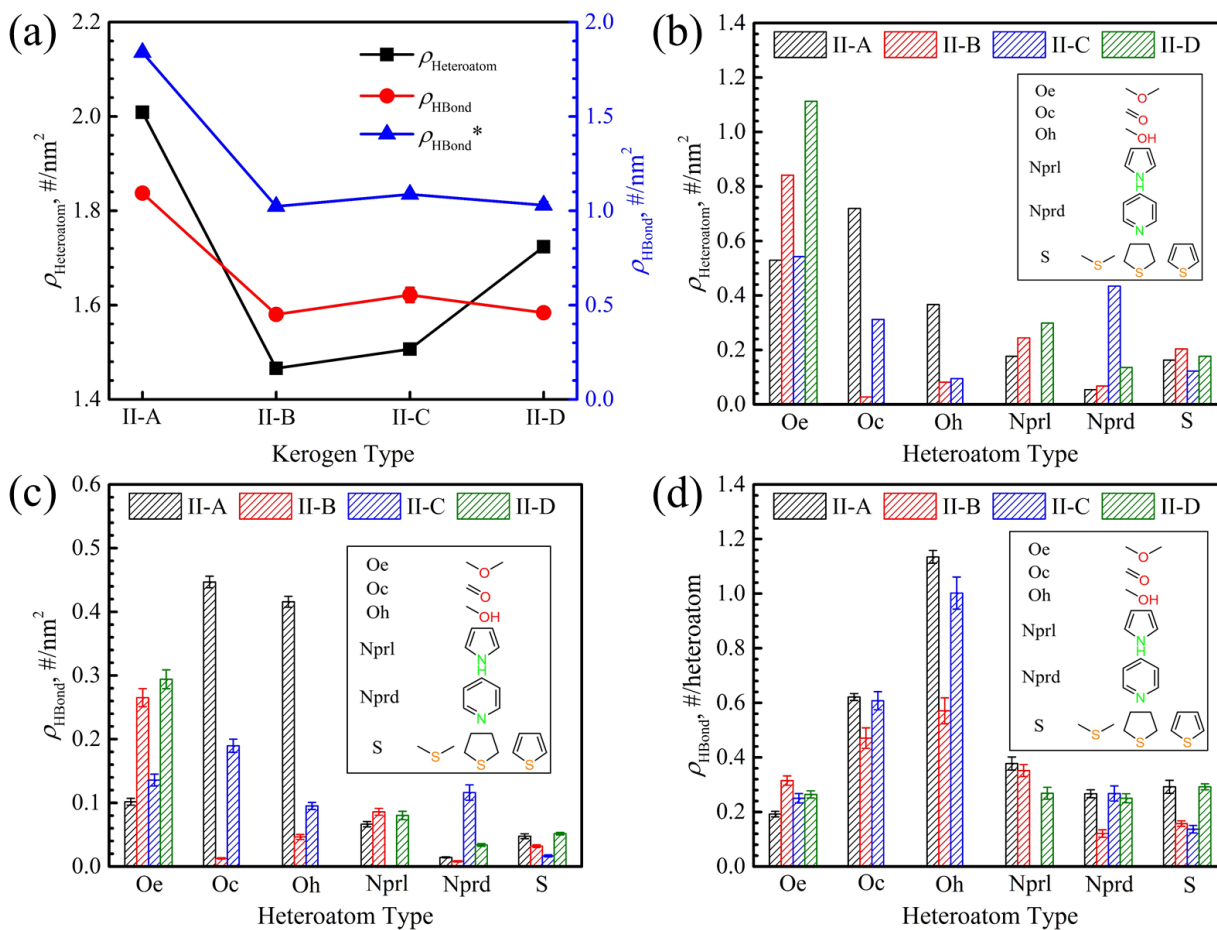 (a)
2.2
2.0
1.8
1.6
1.4
ρHeteroatom, #/nm2
2.0
1.5
1.0
0.5
0.0
ρHBond, #/nm2
ρHeteroatom
ρHBond
ρHBond*
II-A II-B II-C II-D
Kerogen Type
(b)
1.4
1.2
1.0
0.8
0.6
0.4
0.2
0.0
ρHeteroatom, #/nm2
II-A II-B II-C II-D
Oe O
Oc O
Oh OH
Nprl N H
Nprd N
S S S S
Oe Oc Oh Nprl Nprd S
Heteroatom Type
(c)
0.6
0.5
0.4
0.3
0.2
0.1
0.0
ρHBond, #/nm2
II-A II-B II-C II-D
Oe O
Oc O
Oh OH
Nprl N H
Nprd N
S S S S
Oe Oc Oh Nprl Nprd S
Heteroatom Type
(d)
1.4
1.2
1.0
0.8
0.6
0.4
0.2
0.0
ρHBond, #/heteroatom
II-A II-B II-C II-D
Oe O
Oc O
Oh OH
Nprl N H
Nprd N
S S S S
Oe Oc Oh Nprl Nprd S
Heteroatom Type